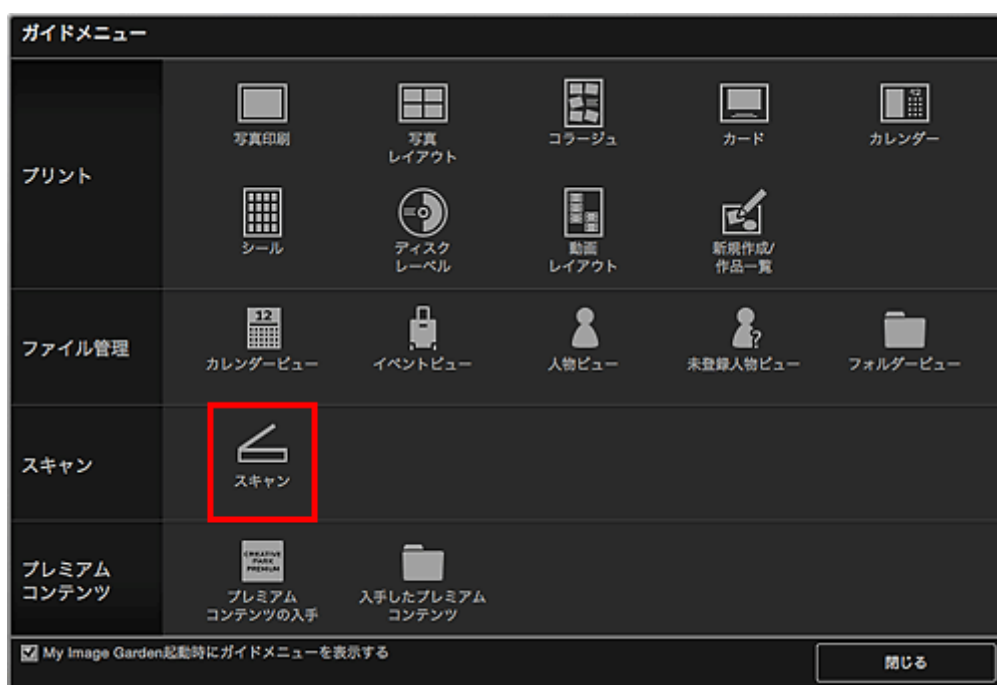 ガイドメニュー
プリント
写真印刷
写真
レイアウト
コラージュ
カード
12
カレンダー
シール
ディスク
レーベル
動画
レイアウト
新規作成/
作品一覧
ファイル管理
12
カレンダービュー
イベントビュー
人物ビュー
?
未登録人物ビュー
フォルダービュー
スキャン
スキャン
プレミアム
コンテンツ
CREATIVE
PARK
PREMIUM
プレミアム
コンテンツの入手
入手したプレミアム
コンテンツ
My Image Garden起動時にガイドメニューを表示する
閉じる